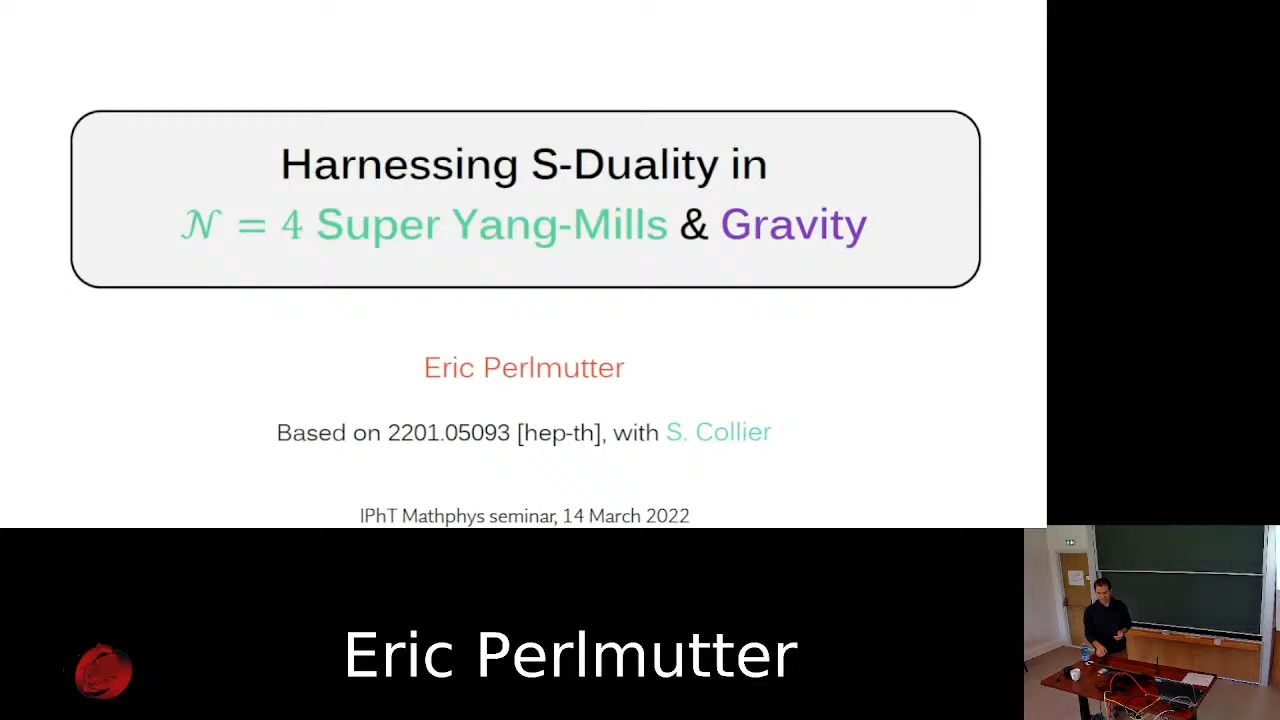 Harnessing S-Duality in
𝒩 = 4 Super Yang-Mills & Gravity
Eric Perlmutter
Based on 2201.05093 [hep-th], with S. Collier
IPhT Mathphys seminar, 14 March 2022
Eric Perlmutter